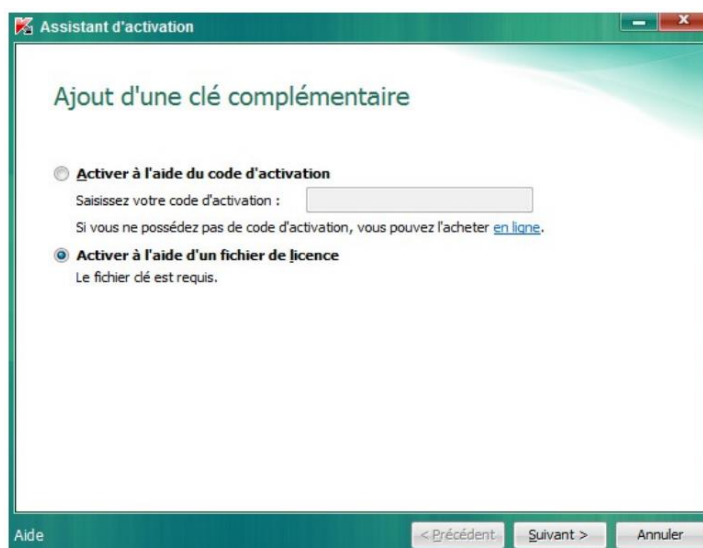 Assistant d'activation
Ajout d'une clé complémentaire
Activer à l'aide du code d'activation
Saisissez votre code d'activation :
Si vous ne possédez pas de code d'activation, vous pouvez l'acheter en ligne.
Activer à l'aide d'un fichier de licence
Le fichier clé est requis.
Aide
< Précédent
Suivant >
Annuler